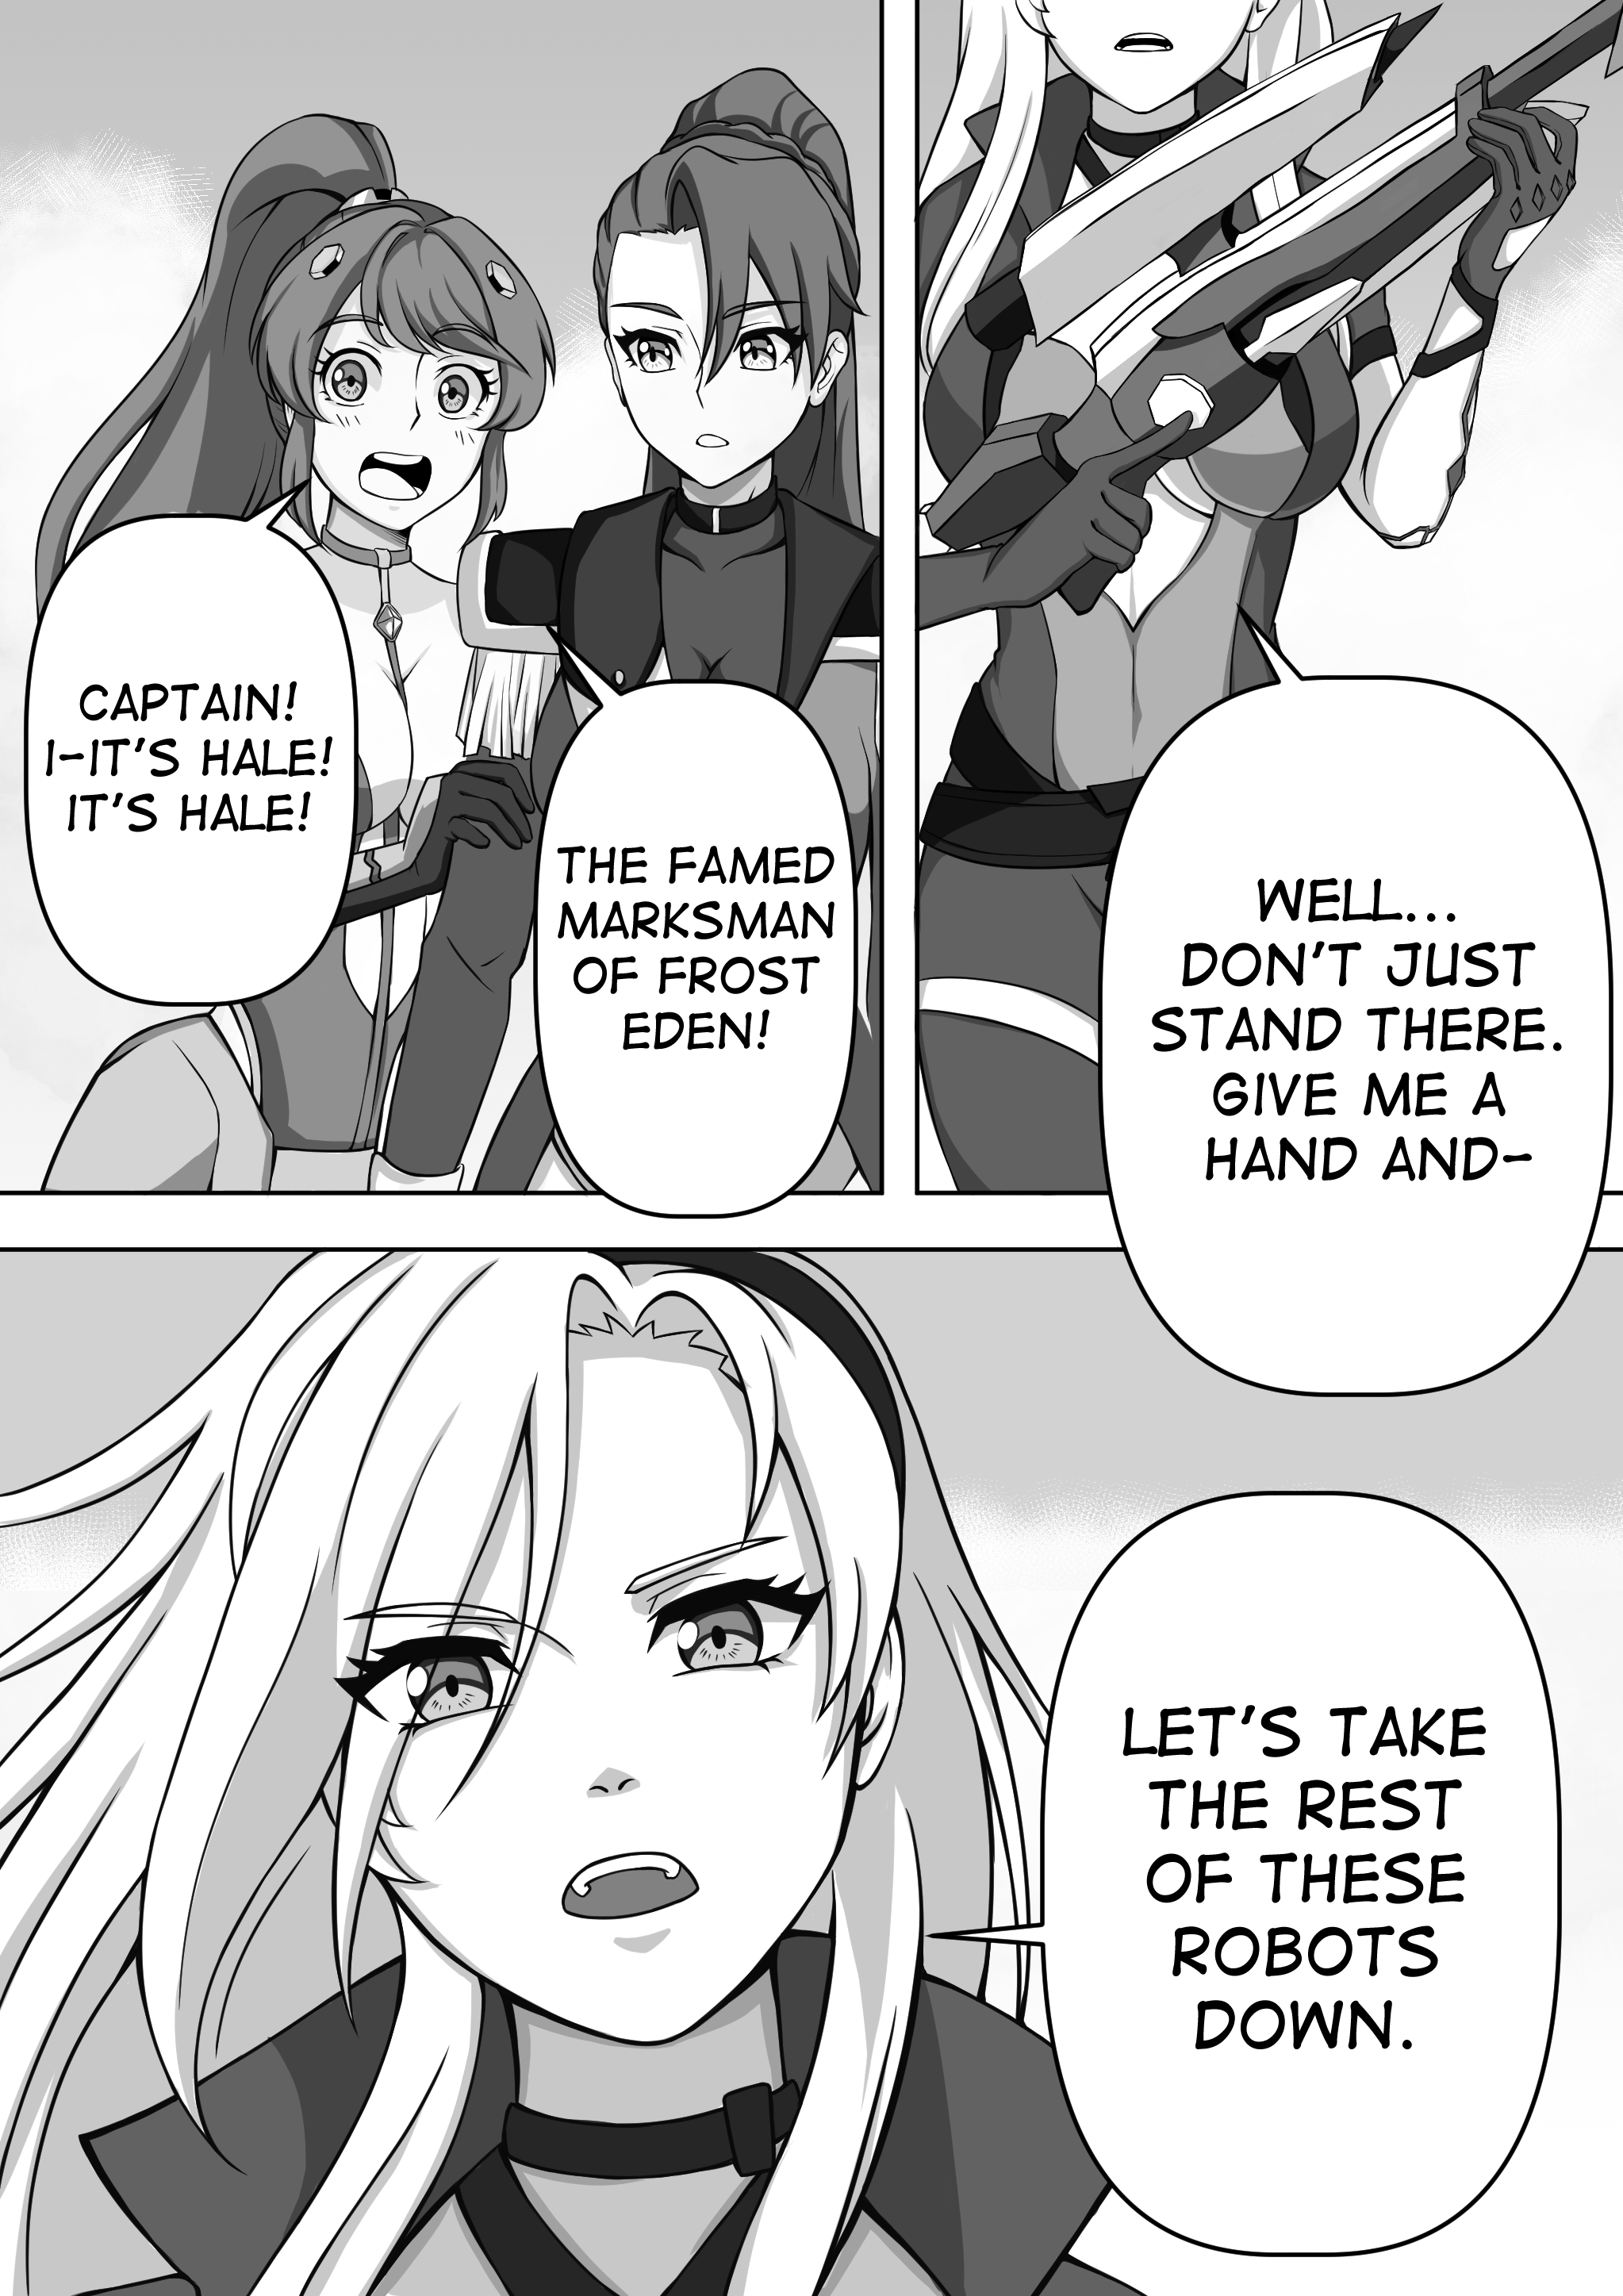 CAPTAIN!
I-IT'S HALE!
IT'S HALE!
THE FAMED
MARKSMAN
OF FROST
EDEN!
WELL...
DON'T JUST
STAND THERE.
GIVE ME A
HAND AND-
LET'S TAKE
THE REST
OF THESE
ROBOTS
DOWN.